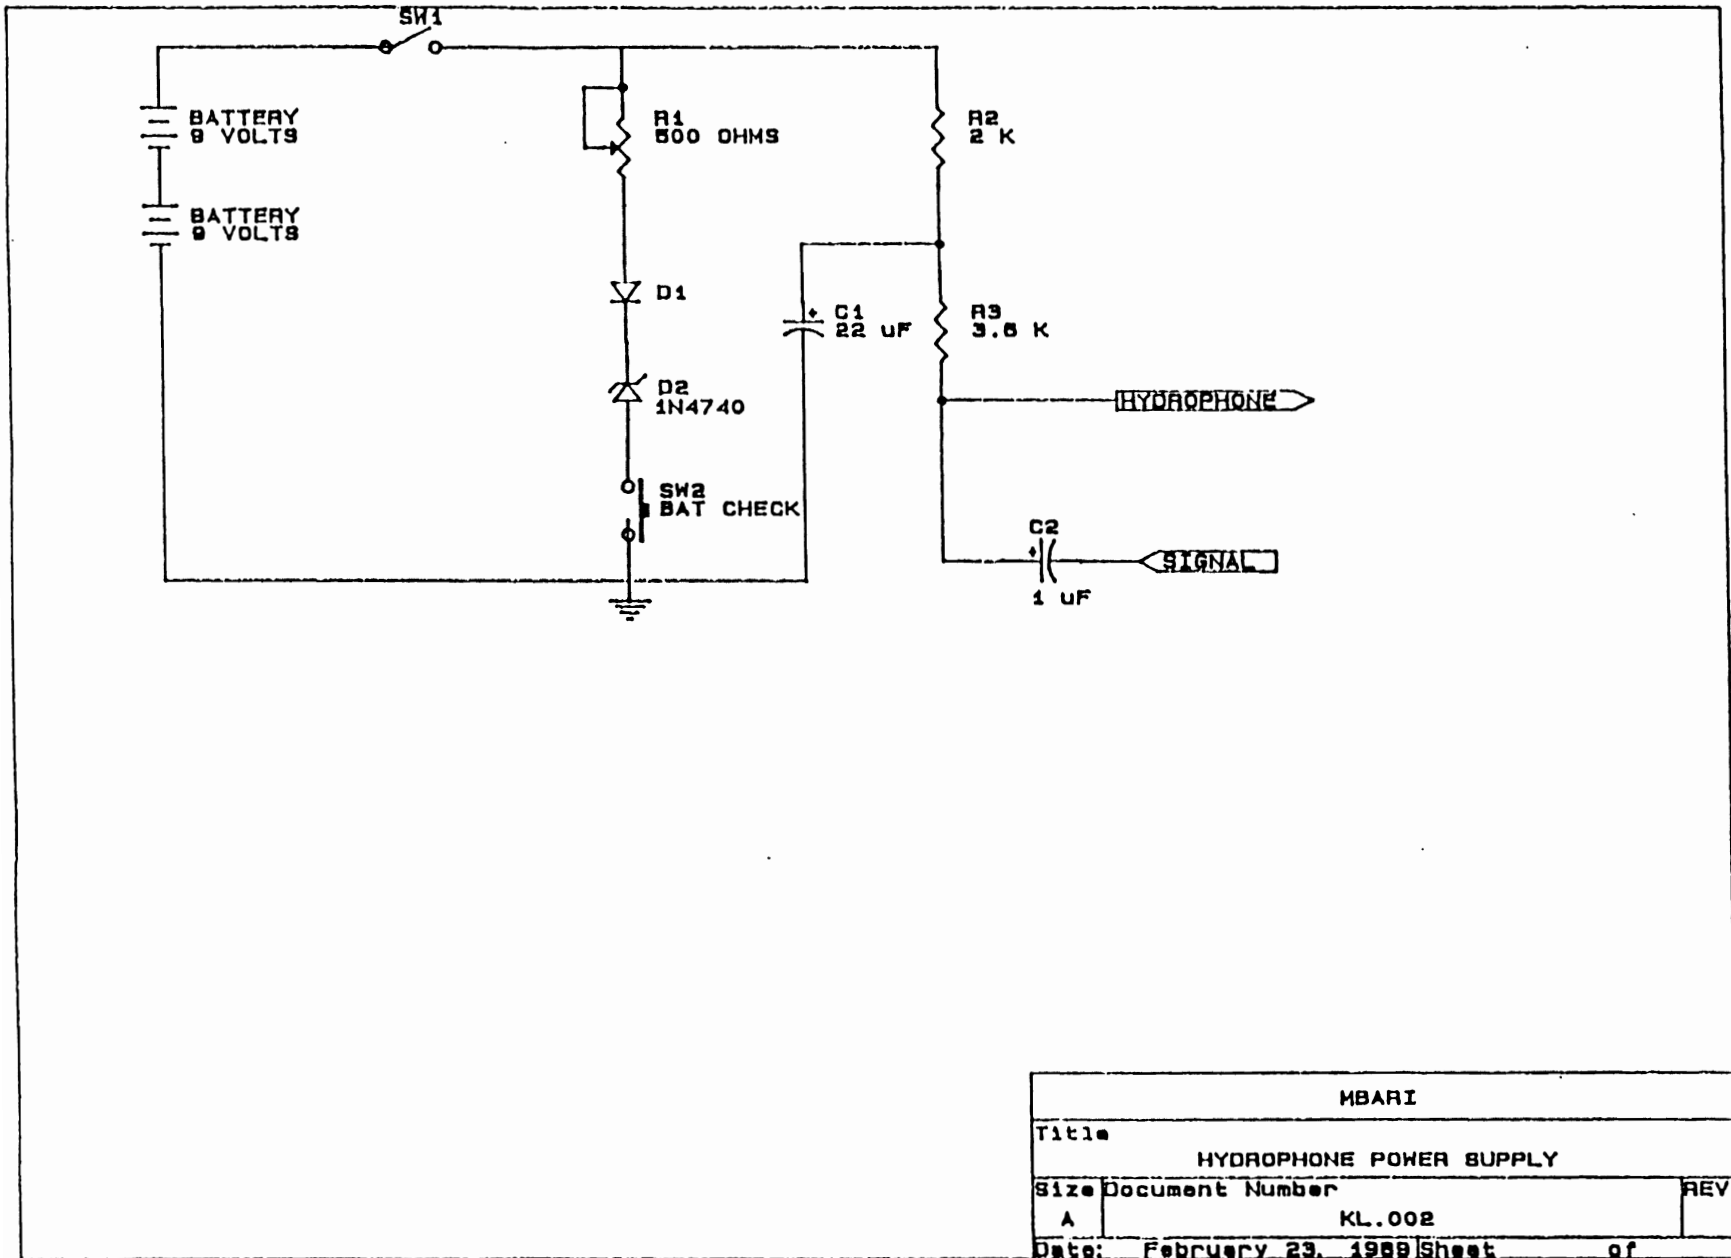 SW1
BATTERY
9 VOLTS
BATTERY
9 VOLTS
R1
500 OHMS
R2
2 K
D1
C1
22 uF
R3
3.6 K
D2
1N4740
HYDROPHONE
SW2
BAT CHECK
C2
SIGNAL
1 uF
MBARI
Title
HYDROPHONE POWER SUPPLY
Size Document Number REV
A KL.002
Date: February 23, 1989 Sheet of